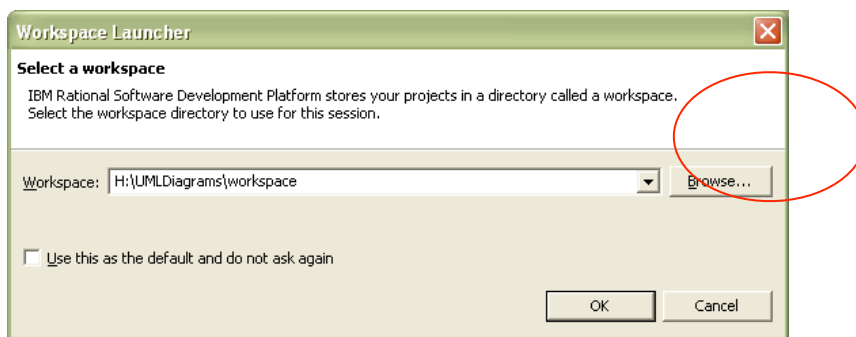 Workspace Launcher
Select a workspace
IBM Rational Software Development Platform stores your projects in a directory called a workspace.
Select the workspace directory to use for this session.
Workspace: H:\UMLDiagrams\workspace Browse...
Use this as the default and do not ask again
OK Cancel